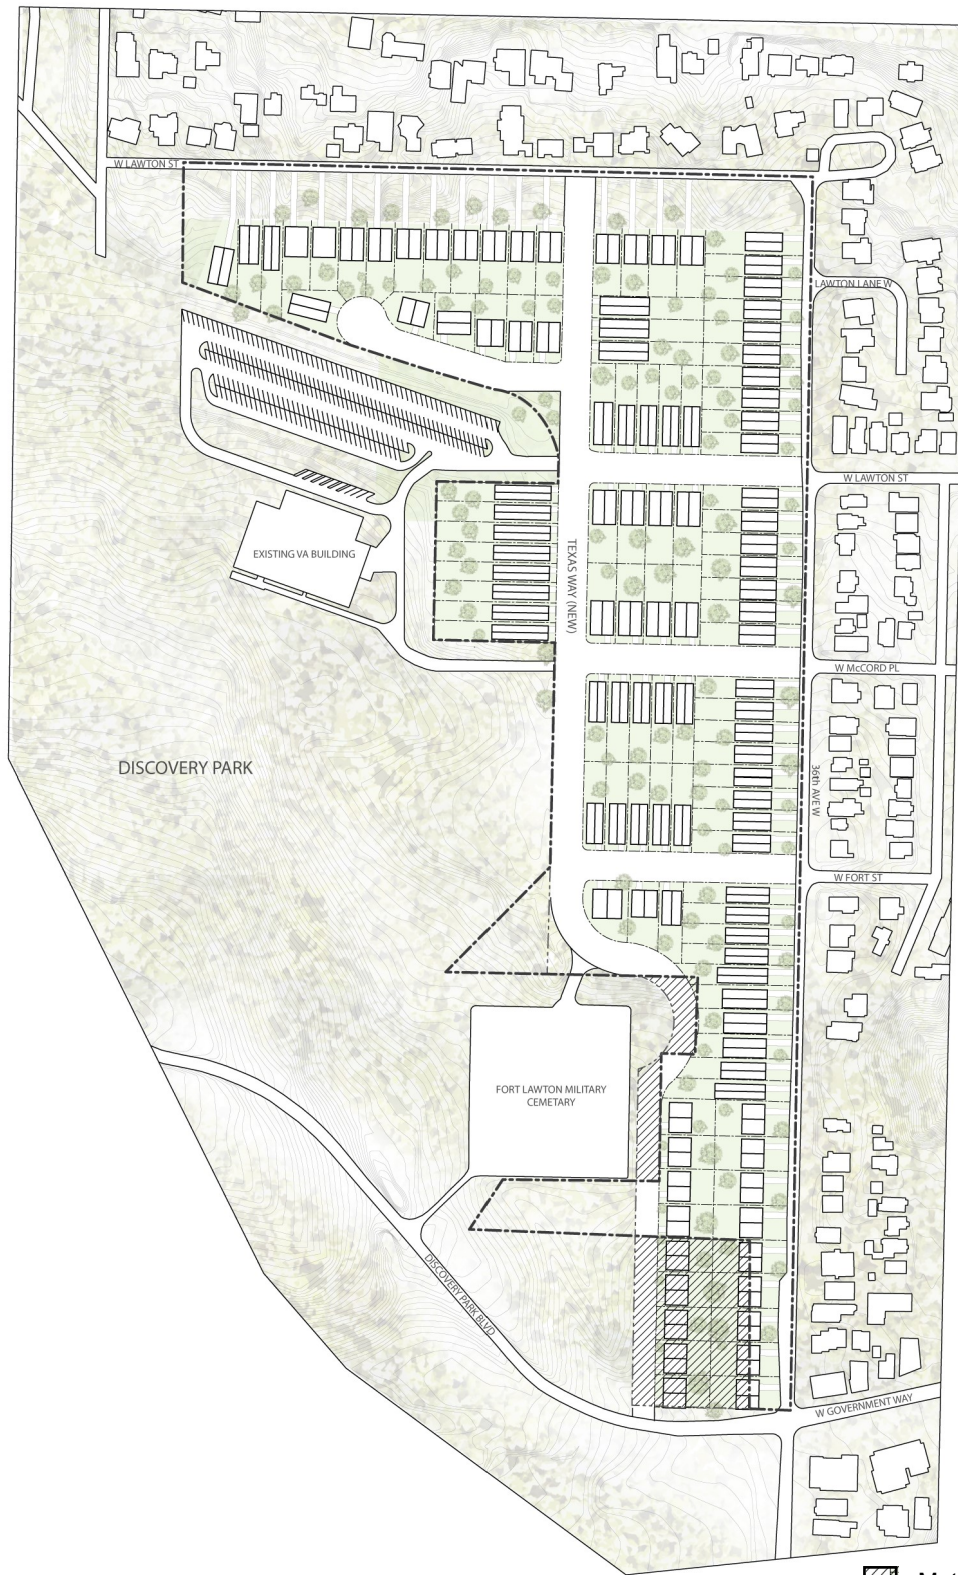 W LAWTON ST
LAWTON LANE W
W LAWTON ST
EXISTING VA BUILDING
TEXAS WAY (NEW)
W McCORD PL
DISCOVERY PARK
36th AVE W
W FORT ST
FORT LAWTON MILITARY
CEMETARY
DISCOVERY PARK BLVD
W GOVERNMENT WAY